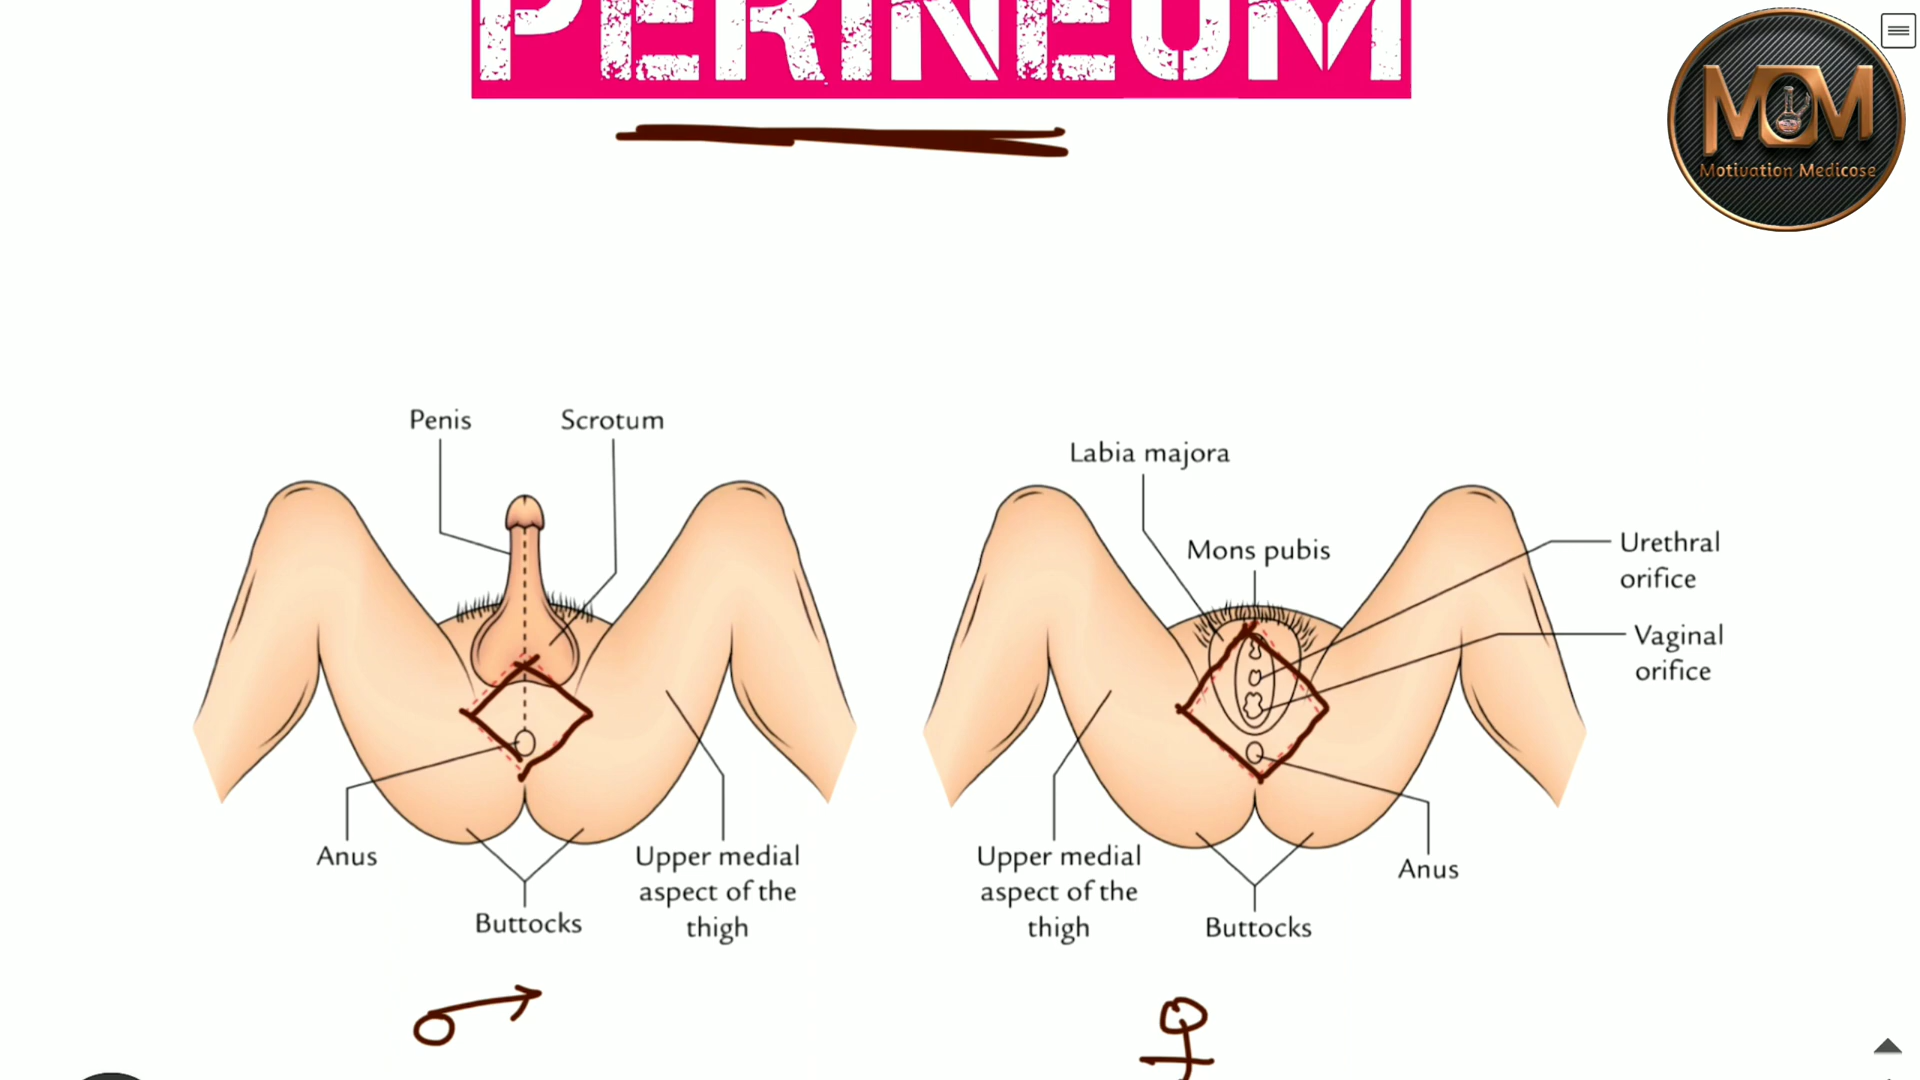 PERINEUM
MOM
Motivation Medicose
Penis
Scrotum
Labia majora
Mons pubis
Urethral
orifice
Vaginal
orifice
Anus
Upper medial
aspect of the
thigh
Buttocks
Upper medial
aspect of the
thigh
Anus
Buttocks
♂
♀